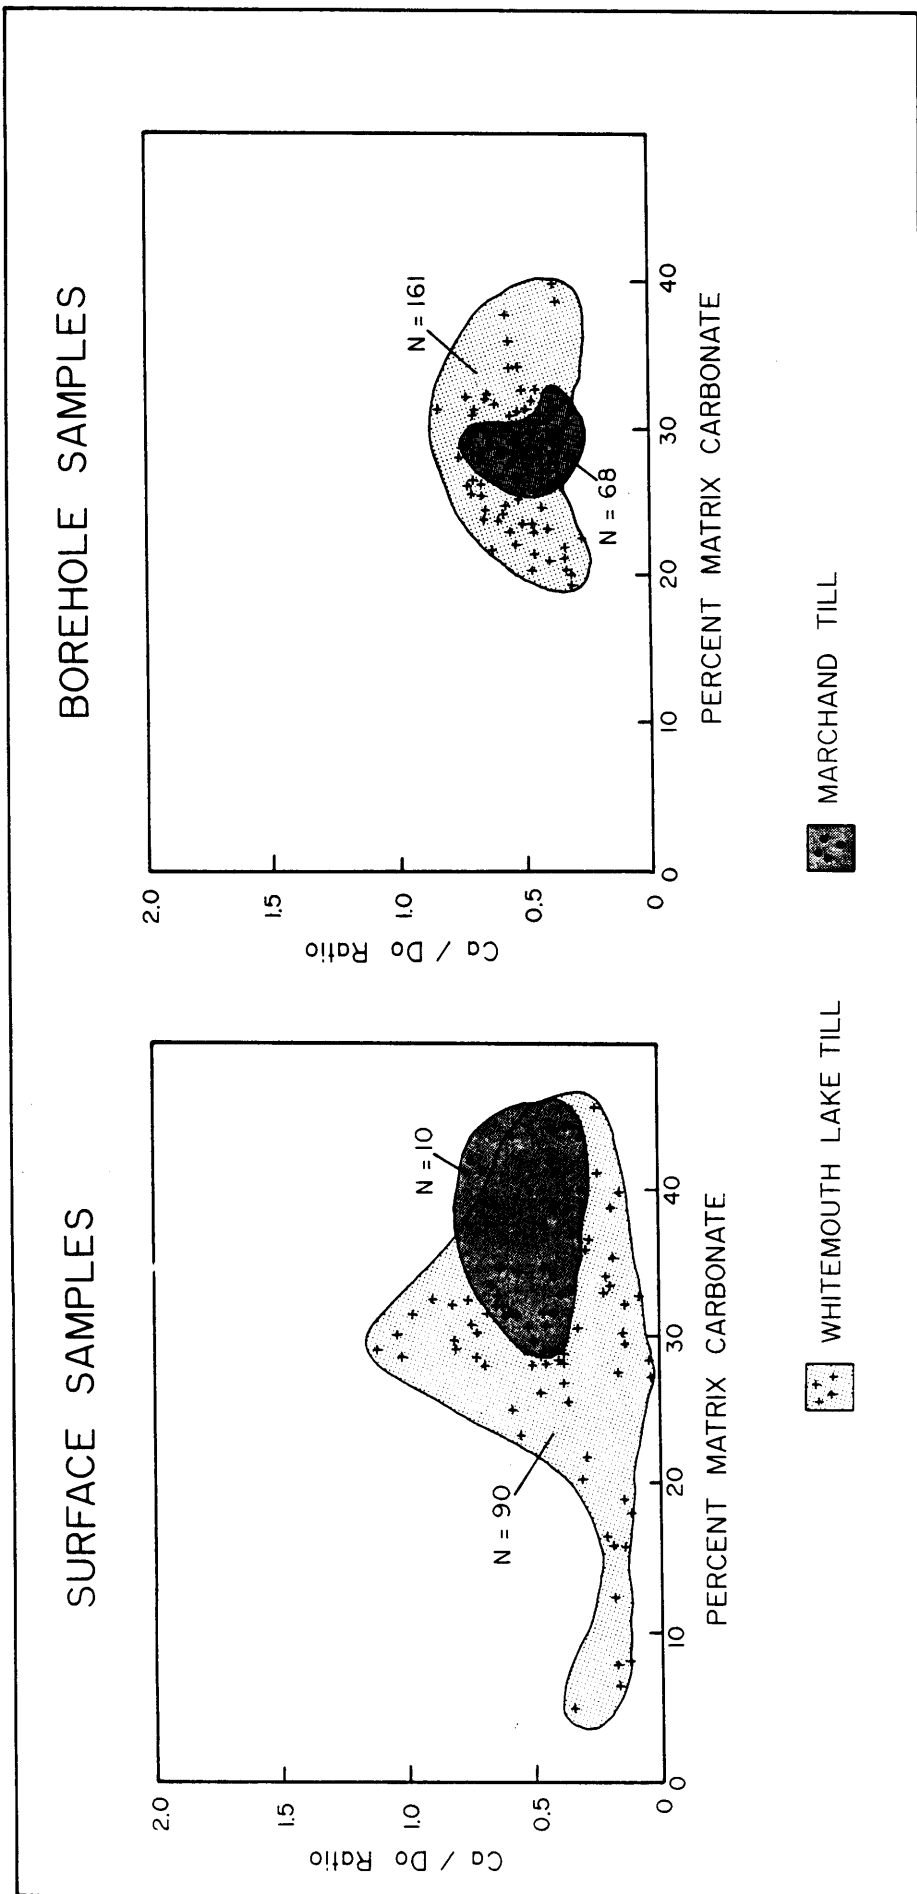 SURFACE SAMPLES
2.0
1.5
1.0
0.5
0
Ca / Do Ratio
N = 90
N = 10
0
10
20
30
40
PERCENT MATRIX CARBONATE
BOREHOLE SAMPLES
2.0
1.5
1.0
0.5
0
Ca / Do Ratio
N = 161
N = 68
0
10
20
30
40
PERCENT MATRIX CARBONATE
WHITEMOUTH LAKE TILL
MARCHAND TILL